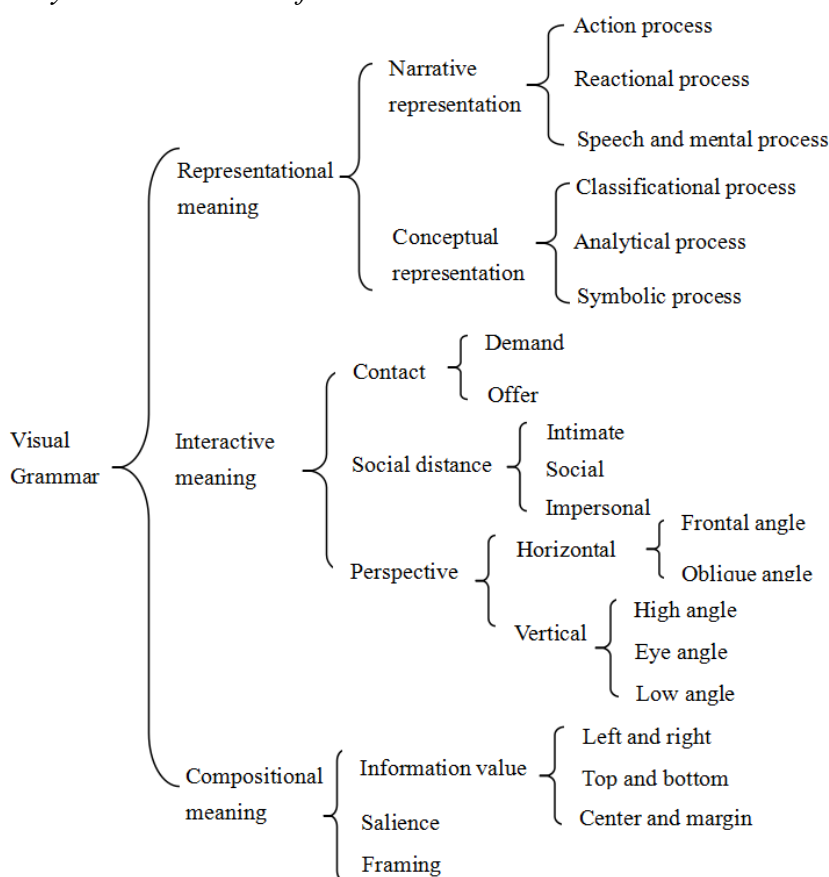 Action process
Narrative
representation
Reactional process
Speech and mental process
Representational
meaning
Classificational process
Conceptual
representation
Analytical process
Symbolic process
Visual
Grammar
Interactive
meaning
Contact
Demand
Offer
Social distance
Intimate
Social
Impersonal
Perspective
Horizontal
Frontal angle
Oblique angle
Vertical
High angle
Eye angle
Low angle
Compositional
meaning
Information value
Left and right
Top and bottom
Center and margin
Salience
Framing